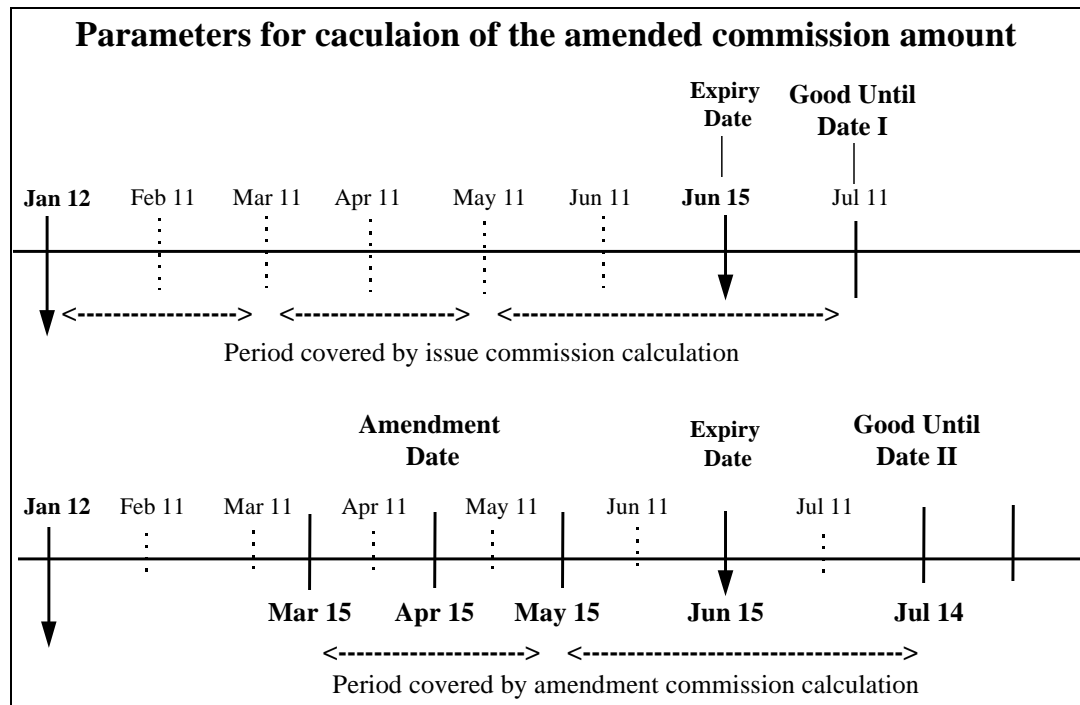 Parameters for caculaion of the amended commission amount
Expiry Date
Good Until Date I
Jan 12 Feb 11 Mar 11 Apr 11 May 11 Jun 11 Jun 15 Jul 11
<-----------------> <-----------------> <------------------------------>
Period covered by issue commission calculation
Amendment Date
Expiry Date
Good Until Date II
Jan 12 Feb 11 Mar 11 Apr 11 May 11 Jun 11 Jul 11
Mar 15 Apr 15 May 15 Jun 15 Jul 14
<-------------------> <-------------------------------->
Period covered by amendment commission calculation